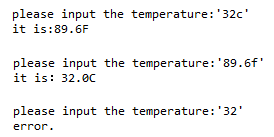 please input the temperature:'32c'
it is:89.6F
please input the temperature:'89.6f'
it is: 32.0C
please input the temperature:'32'
error.